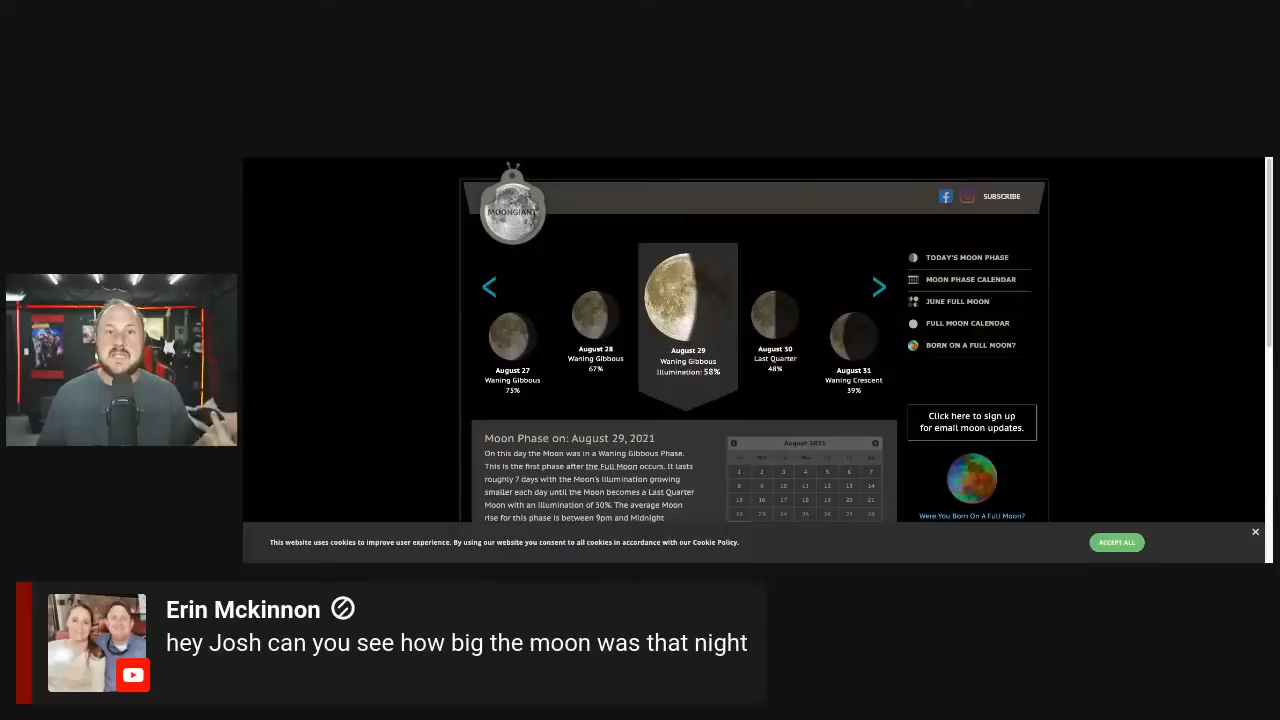 MOONGIANT
SUBSCRIBE
August 27
Waning Gibbous
75%
August 28
Waning Gibbous
67%
August 29
Waning Gibbous
Illumination: 58%
August 30
Last Quarter
48%
August 31
Waning Crescent
39%
TODAY'S MOON PHASE
MOON PHASE CALENDAR
JUNE FULL MOON
FULL MOON CALENDAR
BORN ON A FULL MOON?
Click here to sign up
for email moon updates.
Were You Born On A Full Moon?
Moon Phase on: August 29, 2021
On this day the Moon was in a Waning Gibbous Phase.
This is the first phase after the Full Moon occurs. It lasts
roughly 7 days with the Moon's illumination growing
smaller each day until the Moon becomes a Last Quarter
Moon with an illumination of 50%. The average Moon
rise for this phase is between 9pm and Midnight
August 2021
1 2 3 4 5 6 7
8 9 10 11 12 13 14
15 16 17 18 19 20 21
22 23 24 25 26 27 28
This website uses cookies to improve user experience. By using our website you consent to all cookies in accordance with our Cookie Policy.
ACCEPT ALL
Erin Mckinnon
hey Josh can you see how big the moon was that night